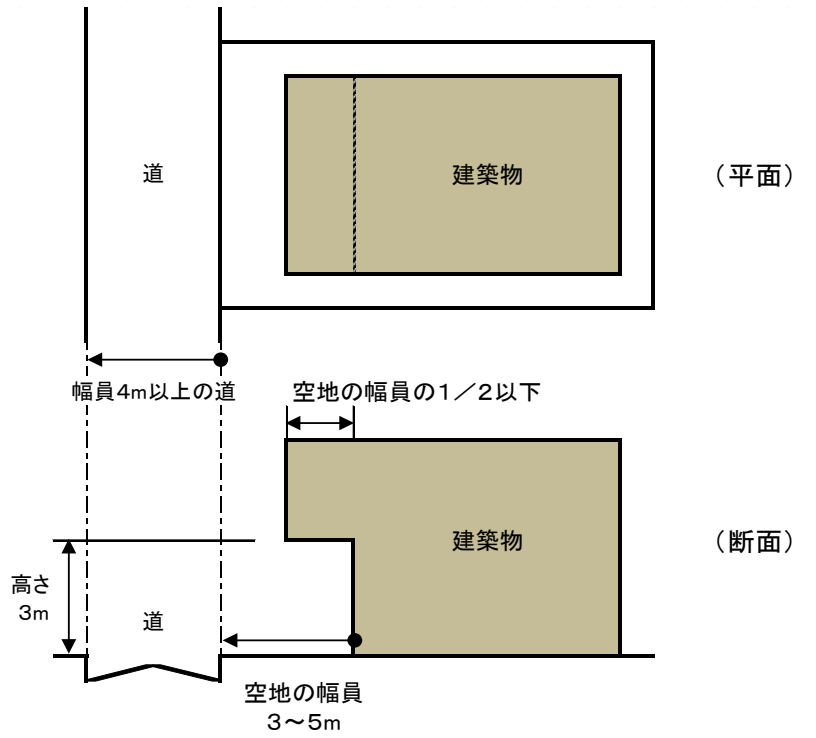 道
建築物
（平面）
幅員4m以上の道
空地の幅員の１／２以下
建築物
（断面）
高さ
3m
道
空地の幅員
３～５m